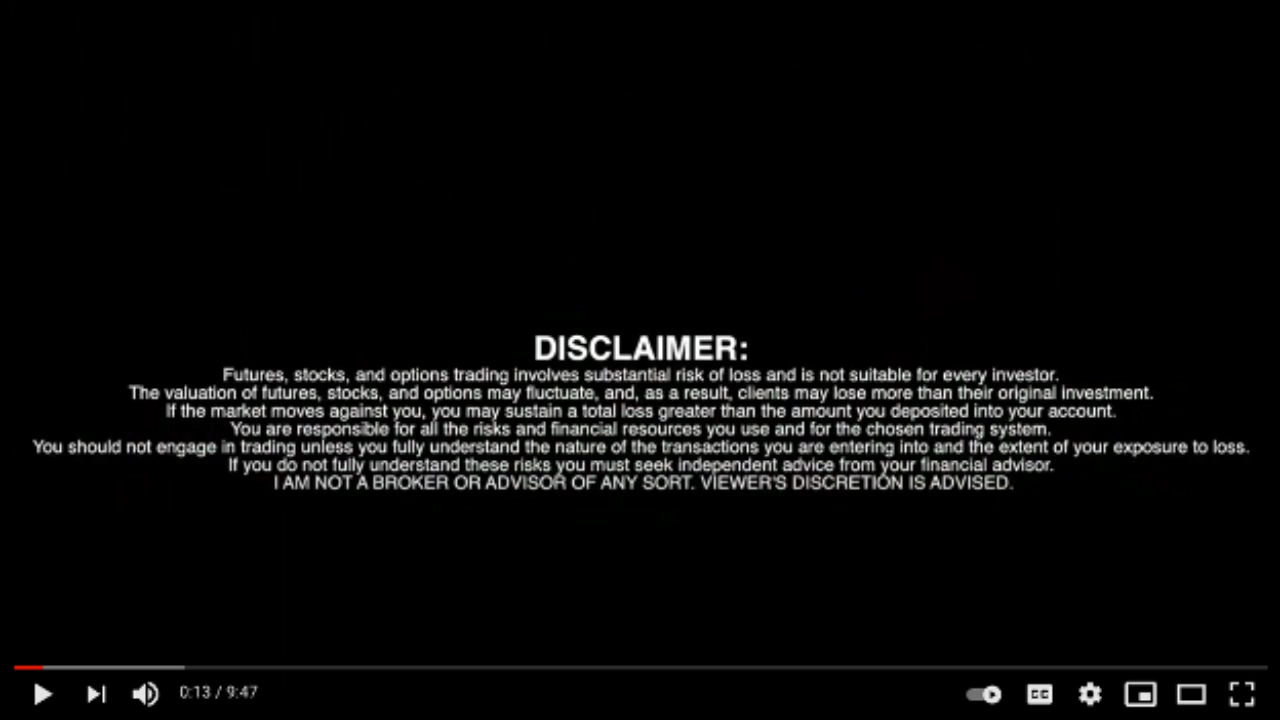 DISCLAIMER:
Futures, stocks, and options trading involves substantial risk of loss and is not suitable for every investor.
The valuation of futures, stocks, and options may fluctuate, and, as a result, clients may lose more than their original investment.
If the market moves against you, you may sustain a total loss greater than the amount you deposited into your account.
You are responsible for all the risks and financial resources you use and for the chosen trading system.
You should not engage in trading unless you fully understand the nature of the transactions you are entering into and the extent of your exposure to loss.
If you do not fully understand these risks you must seek independent advice from your financial advisor.
I AM NOT A BROKER OR ADVISOR OF ANY SORT. VIEWER'S DISCRETION IS ADVISED.
0:13 / 9:47 CC